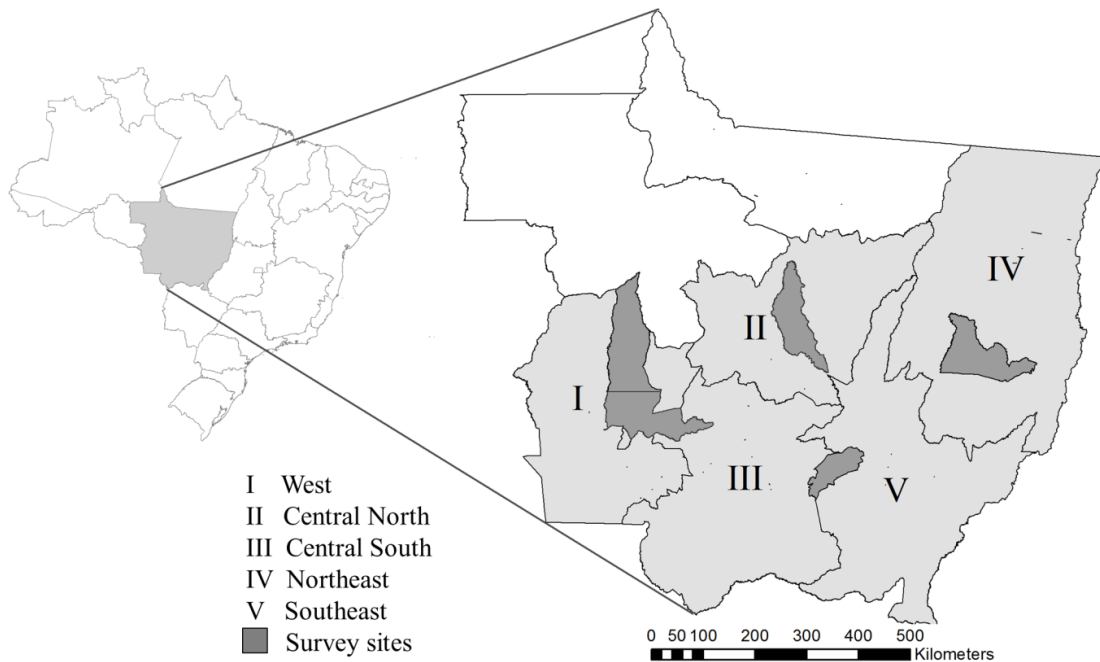 IV
II
I
III
V
I West
II Central North
III Central South
IV Northeast
V Southeast
Survey sites
0 50 100 200 300 400 500
Kilometers